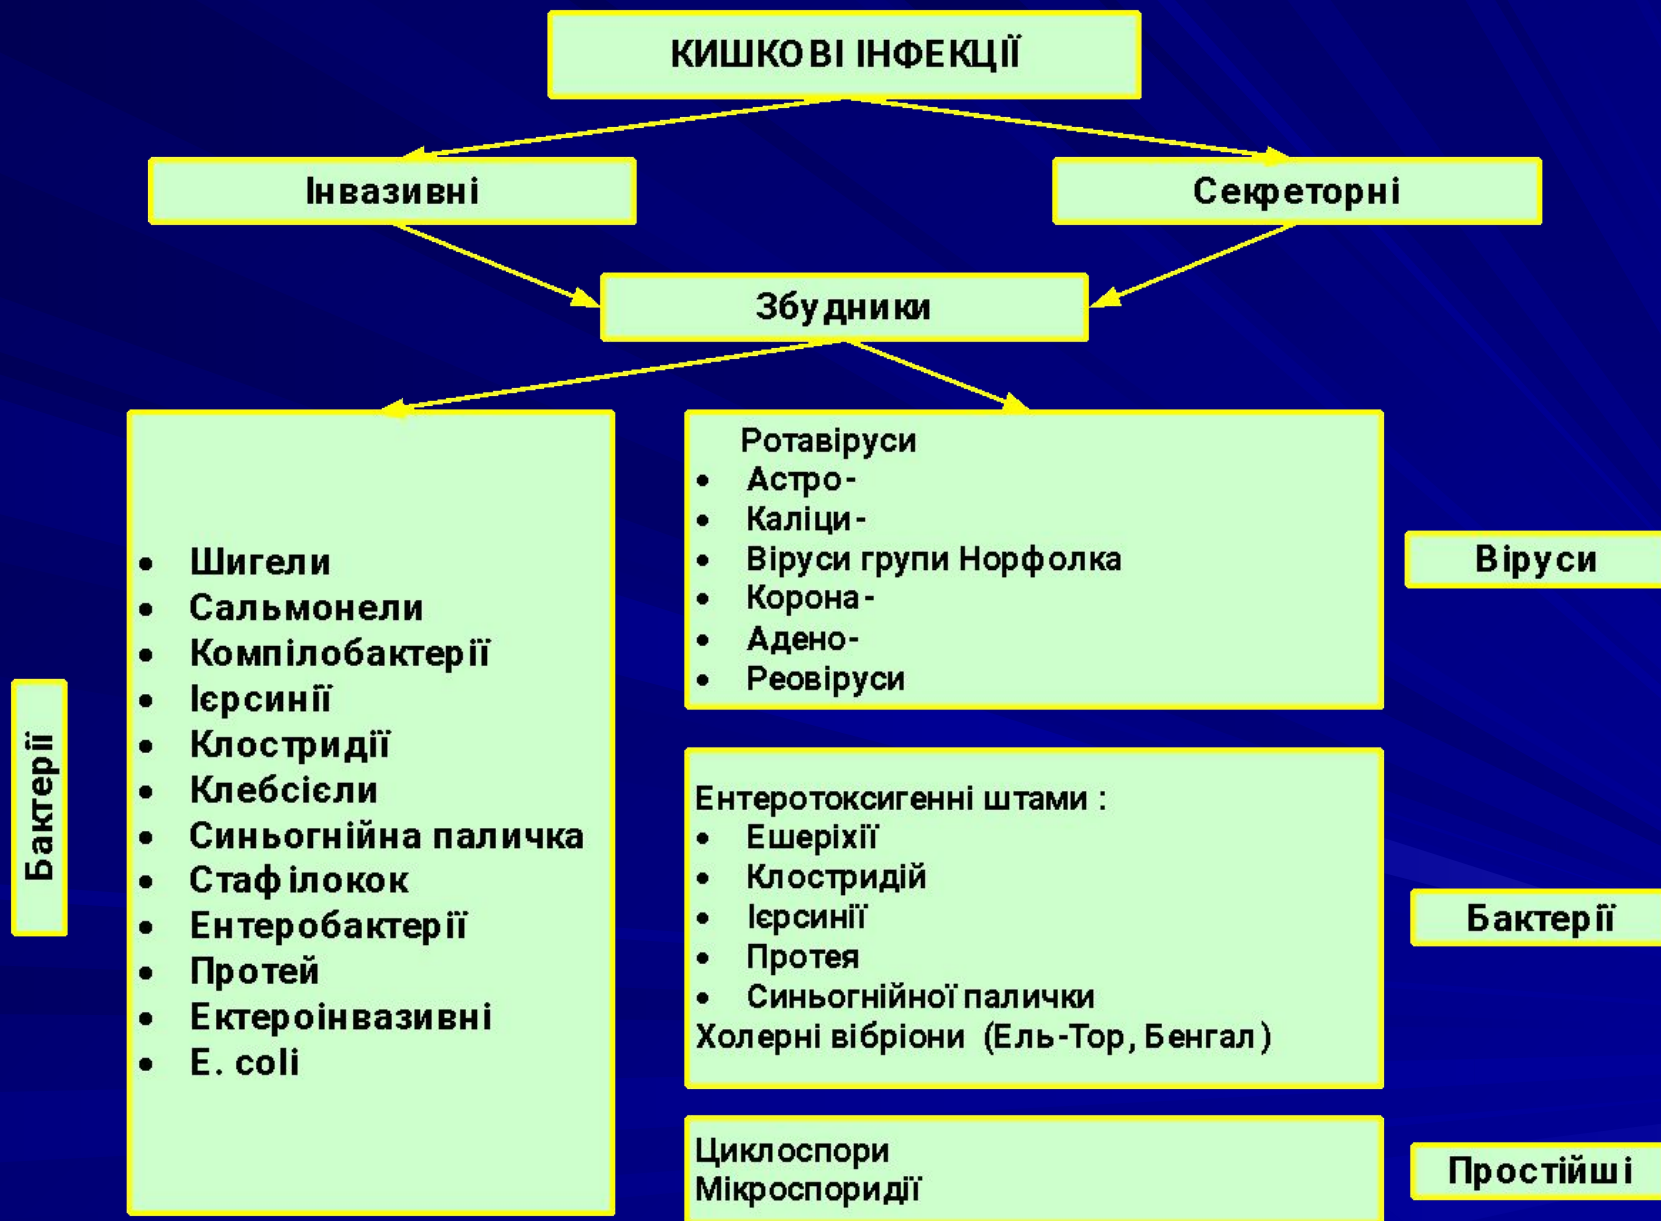 КИШКОВІ ІНФЕКЦІЇ
Інвазивні
Секреторні
Збудники
Бактерії
• Шигели
• Сальмонели
• Компілобактерії
• Ієрсинії
• Клостридії
• Клебсієли
• Синьогнійна паличка
• Стафілокок
• Ентеробактерії
• Протей
• Ектероінвазивні
• E. coli
Ротавіруси
• Астро-
• Каліци-
• Віруси групи Норфолка
• Корона-
• Адено-
• Реовіруси
Віруси
Ентеротоксигенні штами :
• Ешеріхії
• Клостридій
• Ієрсинії
• Протея
• Синьогнійної палички
Холерні вібріони (Ель-Тор, Бенгал)
Бактерії
Циклоспори
Мікроспоридії
Простійші